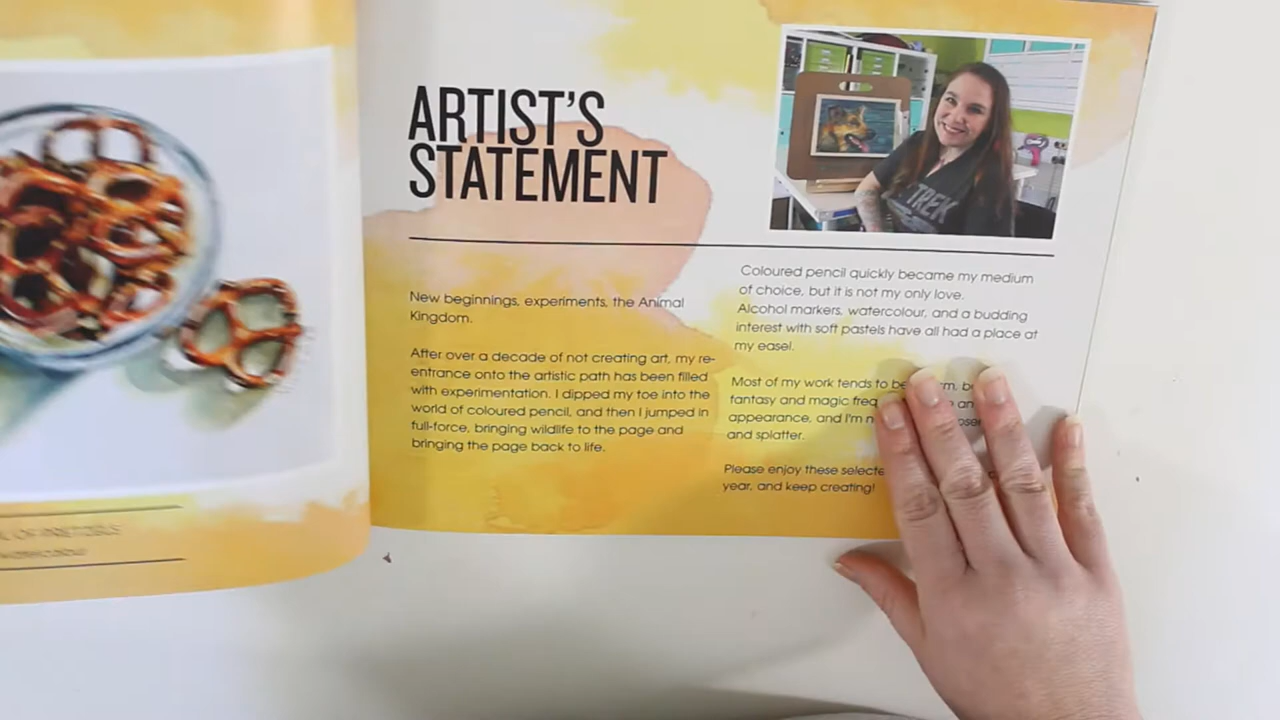 ARTIST'S
STATEMENT
TREK
New beginnings, experiments, the Animal
Kingdom.
After over a decade of not creating art, my re-
entrance onto the artistic path has been filled
with experimentation. I dipped my toe into the
world of coloured pencil, and then I jumped in
full-force, bringing wildlife to the page and
bringing the page back to life.
Coloured pencil quickly became my medium
of choice, but it is not my only love.
Alcohol markers, watercolour, and a budding
interest with soft pastels have all had a place at
my easel.
Most of my work tends to be
fantasy and magic
appearance, and I'm
and splatter.
Please enjoy these
year, and keep creating!
OF PRETZELS